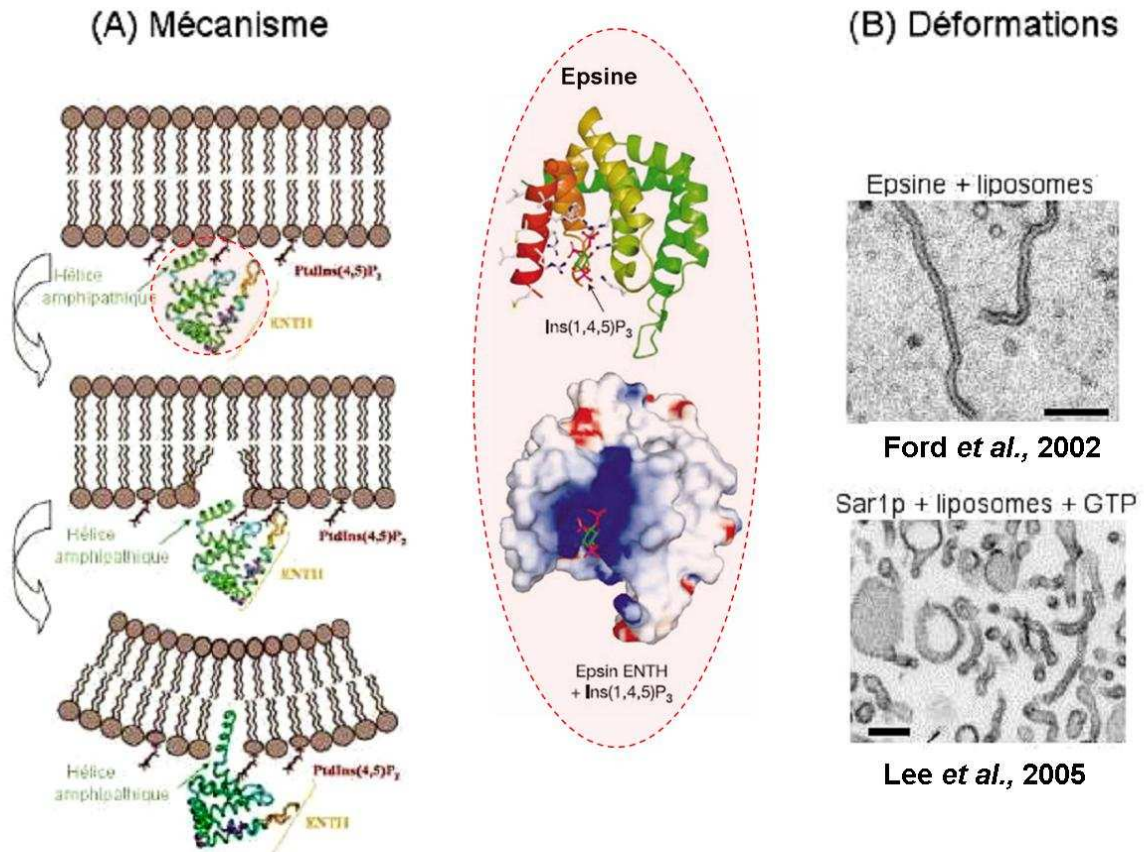 (A) Mécanisme
Hélice
amphipathique
PtdIns(4,5)P₂
ENTH
Hélice
amphipathique
PtdIns(4,5)P₂
ENTH
Hélice
amphipathique
PtdIns(4,5)P₂
ENTH
Epsine
Ins(1,4,5)P₃
Epsin ENTH
+ Ins(1,4,5)P₃
(B) Déformations
Epsine + liposomes
Ford et al., 2002
Sar1p + liposomes + GTP
Lee et al., 2005